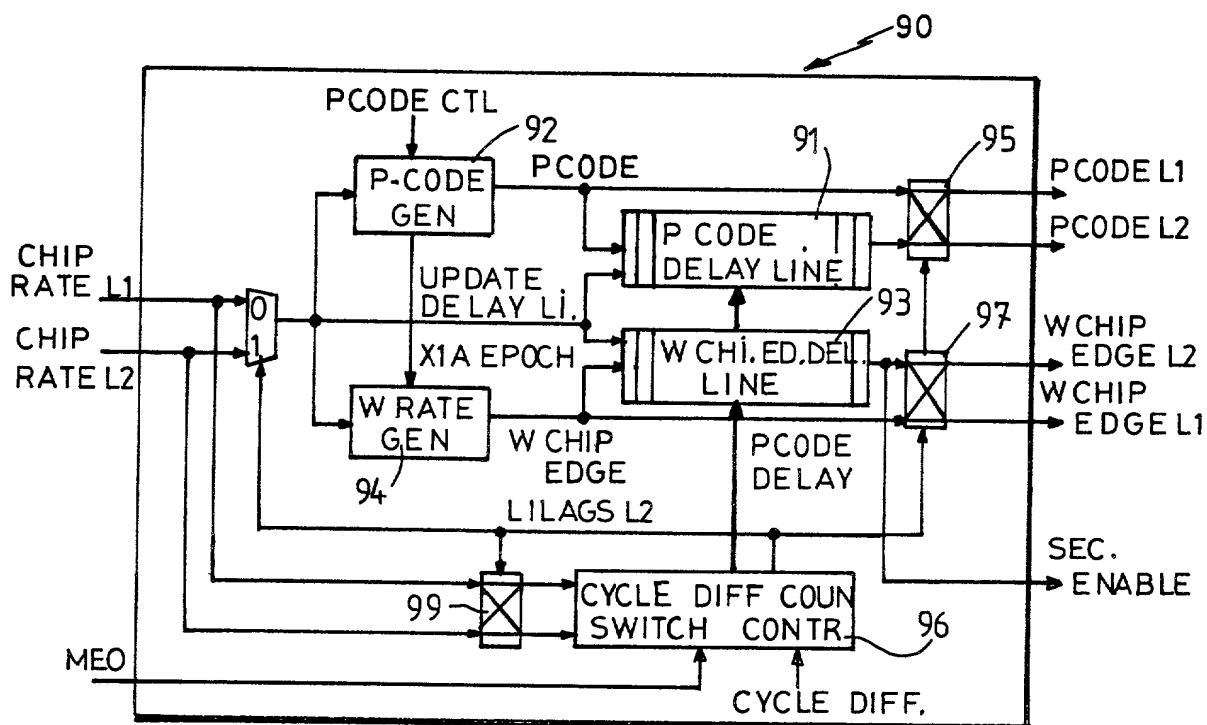 90
PCODE CTL
92
P-CODE
GEN
PCODE
91
95
PCODE L1
PCODE L2
P CODE
DELAY LINE
CHIP
RATE L1
CHIP
RATE L2
0
1
UPDATE
DELAY Li.
X1A EPOCH
93
W CHi.ED.DEL.
LINE
97
W CHIP
EDGE L2
W CHIP
EDGE L1
W RATE
GEN
94
W CHIP
EDGE
PCODE
DELAY
L1LAGS L2
SEC.
ENABLE
99
CYCLE DIFF COUN
SWITCH CONTR
96
MEO
CYCLE DIFF.